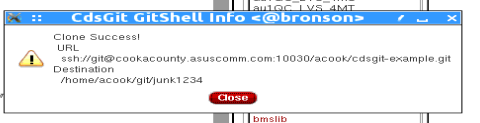 au1QC_LVS_4MT
CdsGit GitShell Info <@bronson>
Clone Success!
URL
ssh://git@cookacounty.asuscomm.com:10030/acook/cdsgit-example.git
Destination
/home/acook/git/junk1234
Close
bmslib